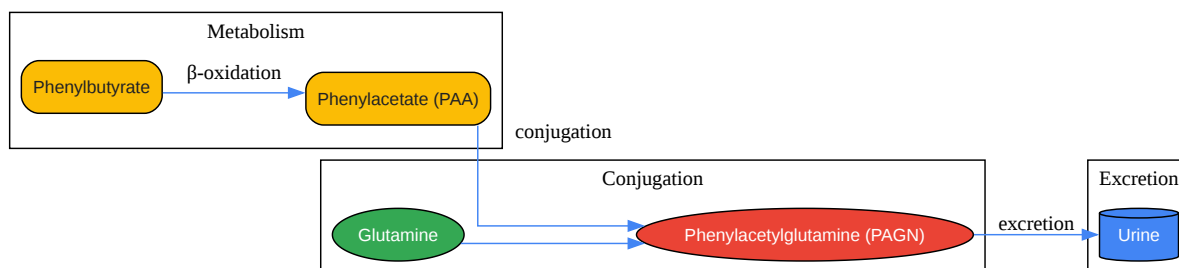 Metabolism
Phenylbutyrate
β-oxidation
Phenylacetate (PAA)
conjugation
Conjugation
Glutamine
Phenylacetylglutamine (PAGN)
excretion
Excretion
Urine